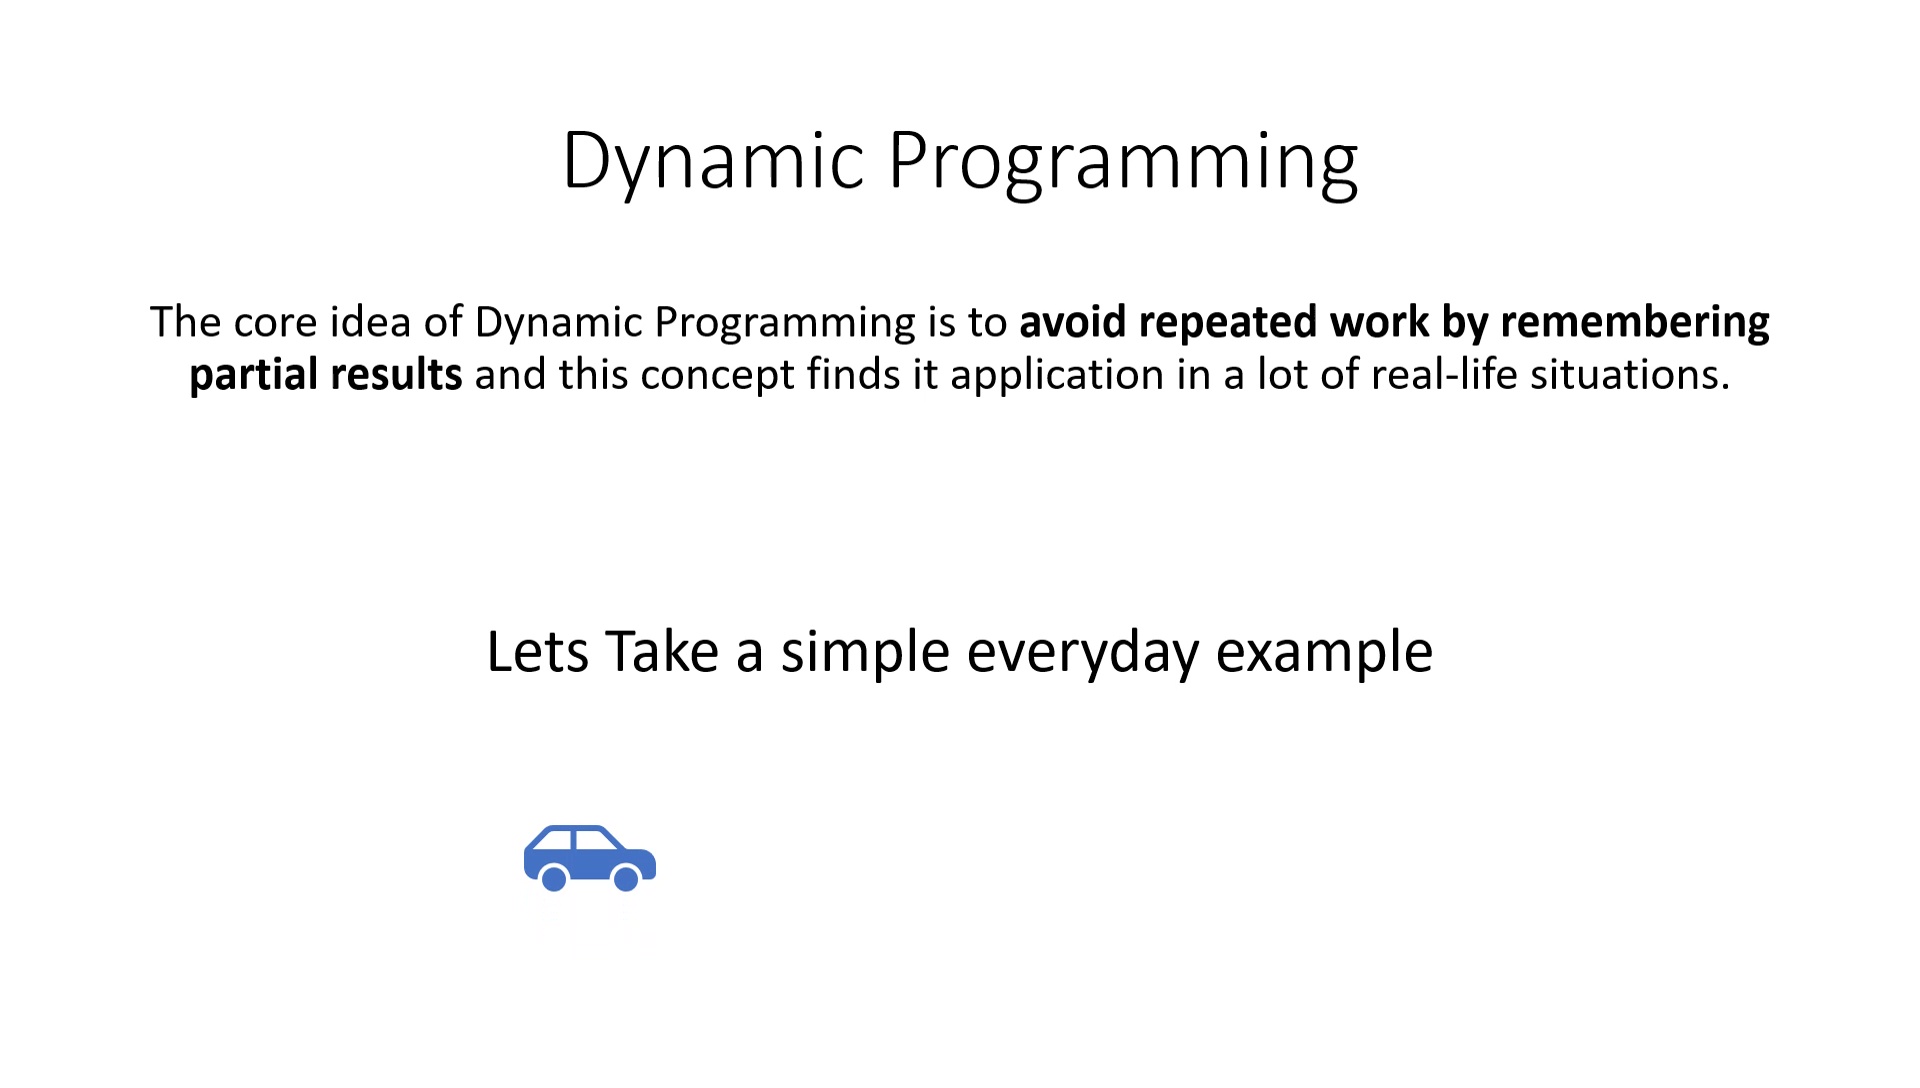 Dynamic Programming
The core idea of Dynamic Programming is to avoid repeated work by remembering
partial results and this concept finds it application in a lot of real-life situations.
Lets Take a simple everyday example